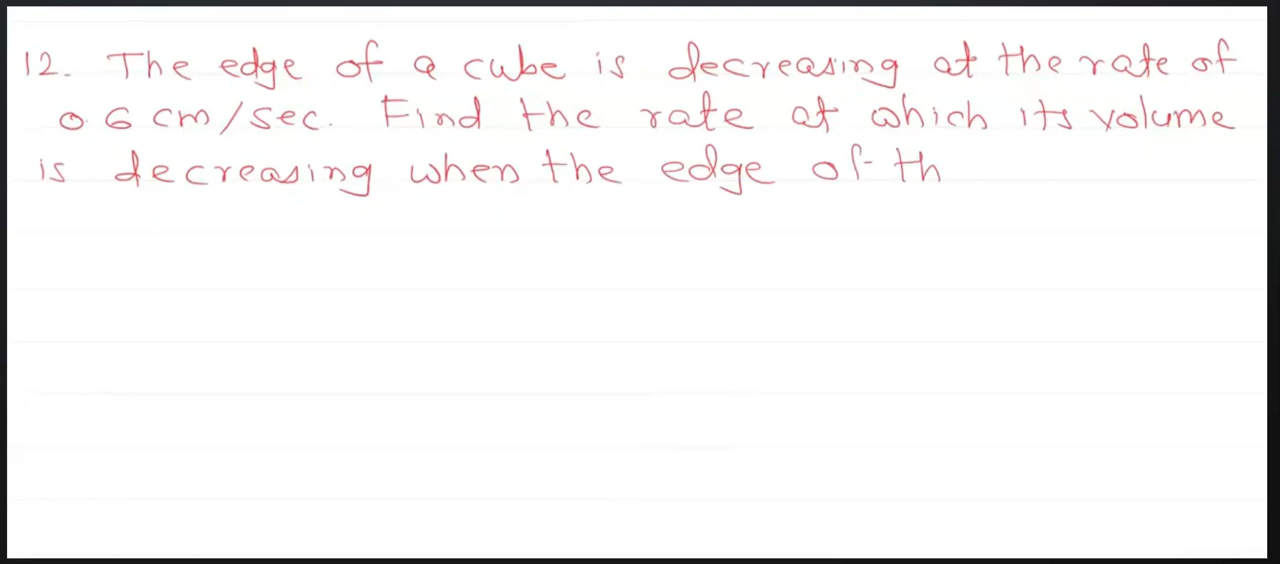 12. The edge of a cube is decreasing at the rate of
0.6 cm/sec. Find the rate at which its volume
is decreasing when the edge of th